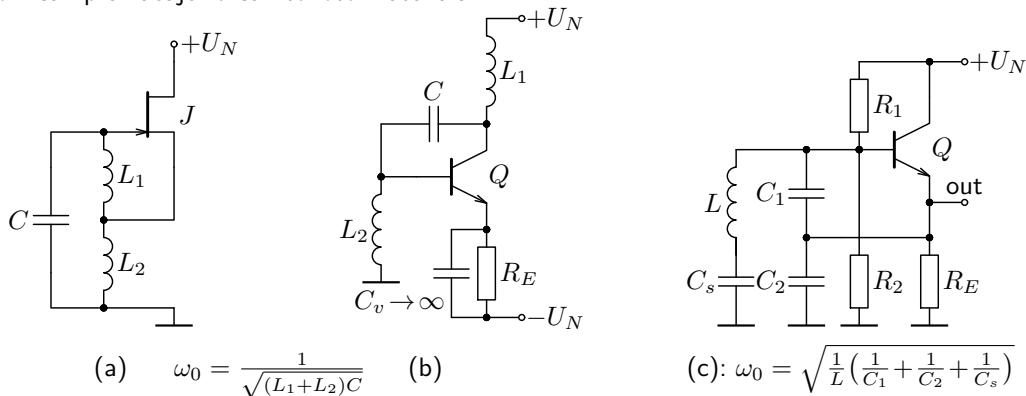 +U_N
J
L_1
C
L_2
+U_N
L_1
C
Q
L_2
R_E
C_v → ∞
−U_N
+U_N
R_1
Q
out
L
C_1
C_s
C_2
R_2
R_E
(a) ω_0 = 1/√((L_1+L_2)C) (b)
(c): ω_0 = √(1/L (1/C_1 + 1/C_2 + 1/C_s))